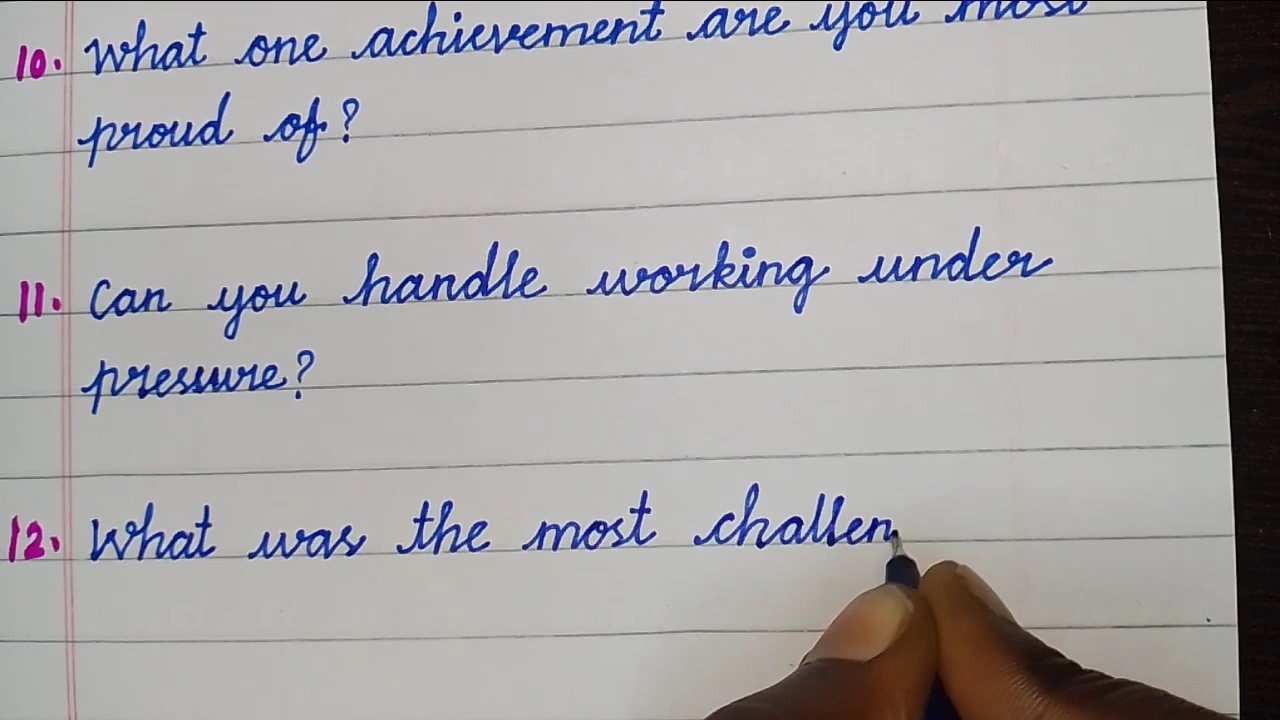 10. What one achievement are you most
proud of?
11. Can you handle working under
pressure?
12. What was the most challen